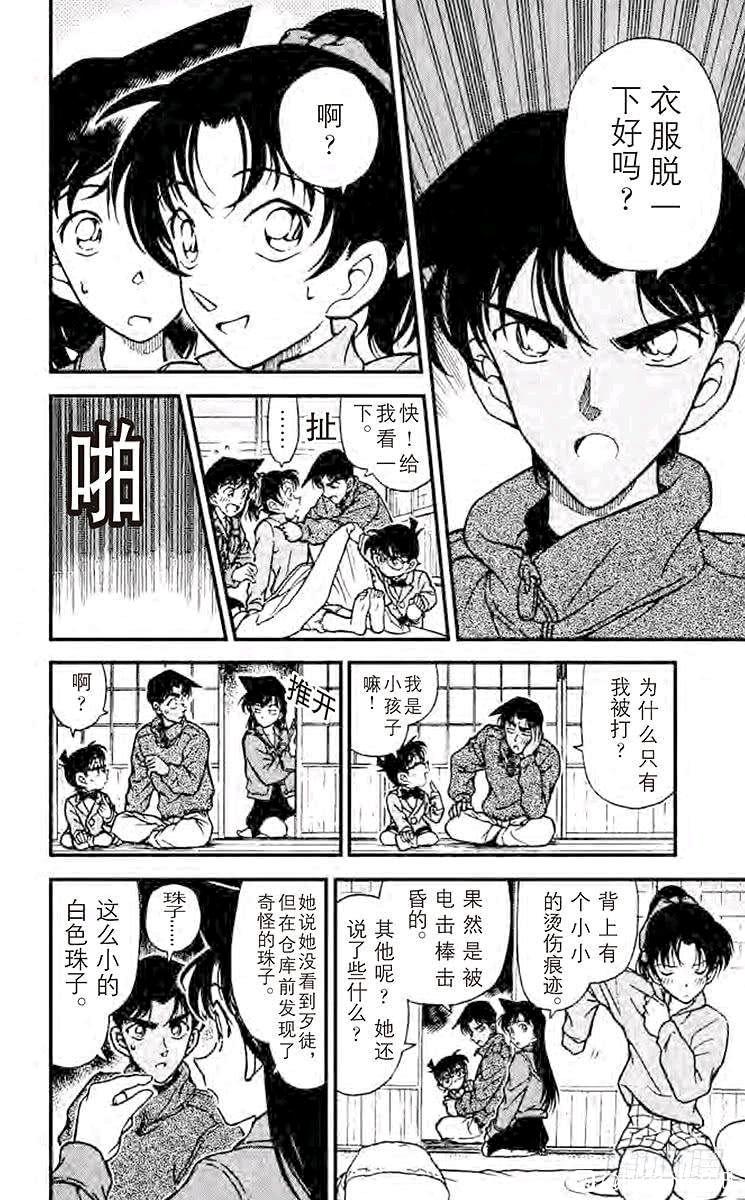 衣服脱一
下好吗？
啊？
快！给
我看一
下。
扯
……
啪
为什么只有
我被打？
我是
小孩子
嘛！
推开
啊？
背上有
个小小
的烫伤痕迹。
果然是被
电击棒击
昏的。
其他呢？她还
说了些什么？
她说她没看到歹徒，
但在仓库前发现了
奇怪的珠子。
珠子……
这么小的
白色珠子。